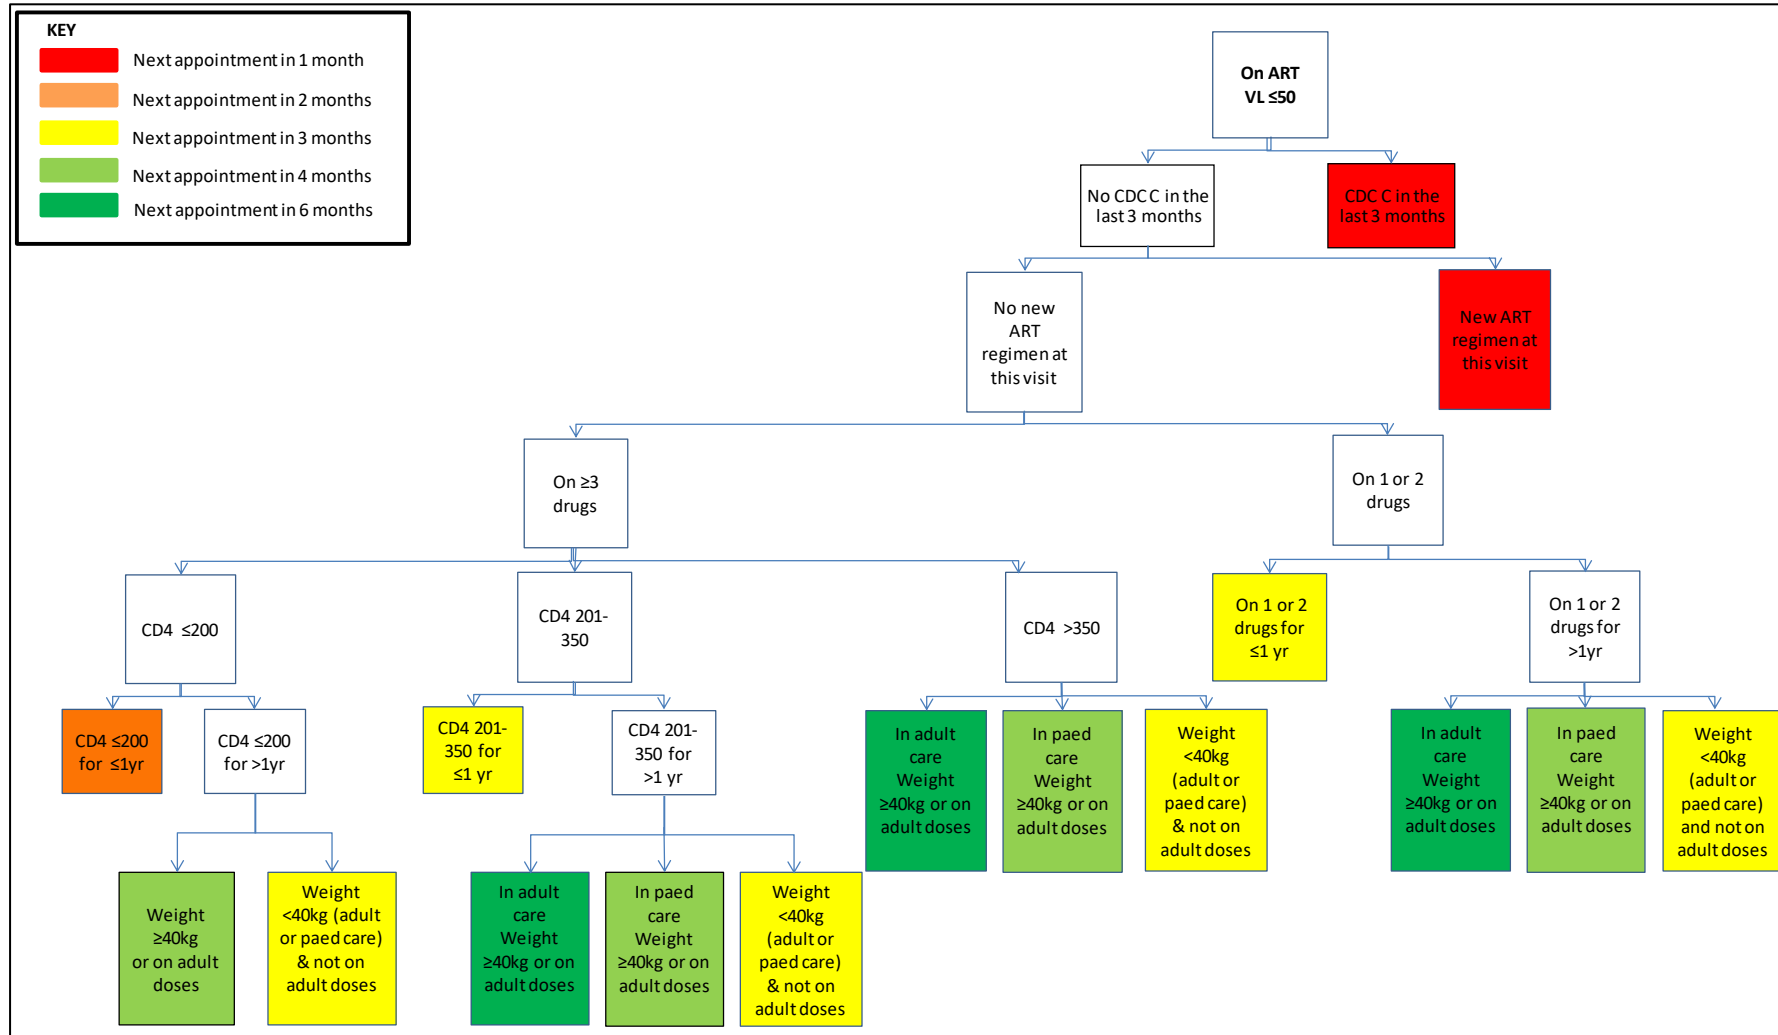 KEY
Next appointment in 1 month
Next appointment in 2 months
Next appointment in 3 months
Next appointment in 4 months
Next appointment in 6 months
On ART
VL ≤50
No CDC C in the
last 3 months
CDC C in the
last 3 months
No new
ART
regimen at
this visit
New ART
regimen at
this visit
On ≥3
drugs
On 1 or 2
drugs
CD4 ≤200
CD4 201-
350
CD4 >350
On 1 or 2
drugs for
≤1 yr
On 1 or 2
drugs for
>1yr
CD4 ≤200
for ≤1yr
CD4 ≤200
for >1yr
CD4 201-
350 for
≤1 yr
CD4 201-
350 for
>1 yr
In adult
care
Weight
≥40kg or on
adult doses
In paed
care
Weight
≥40kg or on
adult doses
Weight
<40kg
(adult or
paed care)
& not on
adult doses
In adult
care
Weight
≥40kg or on
adult doses
In paed
care
Weight
≥40kg or on
adult doses
Weight
<40kg
(adult or
paed care)
and not on
adult doses
Weight
≥40kg
or on adult
doses
Weight
<40kg (adult
or paed care)
& not on
adult doses
In adult
care
Weight
≥40kg or on
adult doses
In paed
care
Weight
≥40kg or on
adult doses
Weight
<40kg
(adult or
paed care)
& not on
adult doses